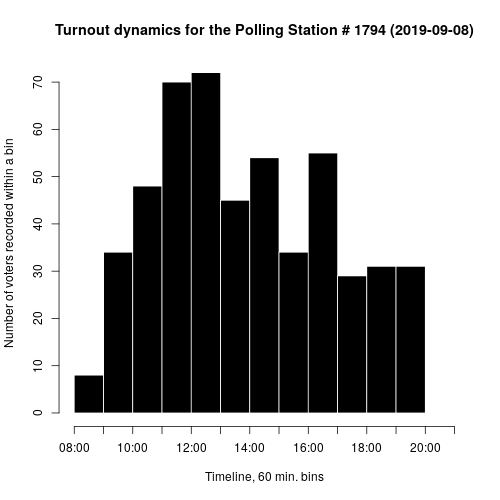 Turnout dynamics for the Polling Station # 1794 (2019-09-08)
Number of voters recorded within a bin
70
60
50
40
30
20
10
0
08:00 10:00 12:00 14:00 16:00 18:00 20:00
Timeline, 60 min. bins